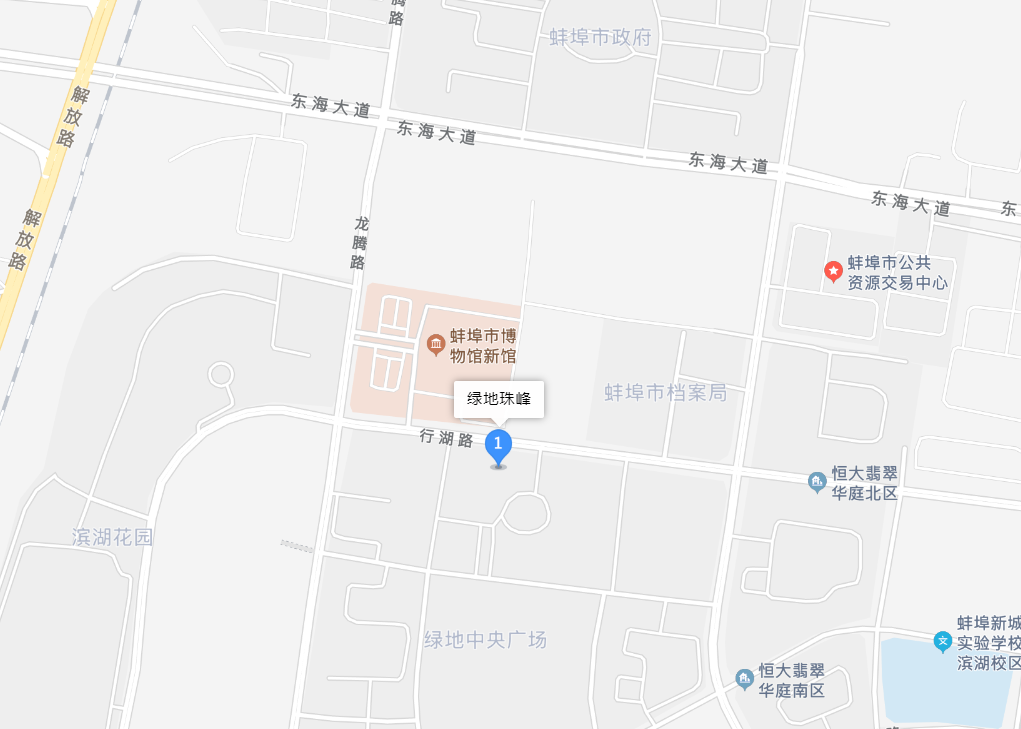 腾路
蚌埠市政府
解放路
东海大道
东海大道
东海大道
东海大道
东
解放路
龙腾路
蚌埠市公共
资源交易中心
蚌埠市博
物馆新馆
绿地珠峰
蚌埠市档案局
行湖路
1
恒大翡翠
华庭北区
滨湖花园
绿地中央广场
文
蚌埠新城
实验学校
滨湖校区
恒大翡翠
华庭南区